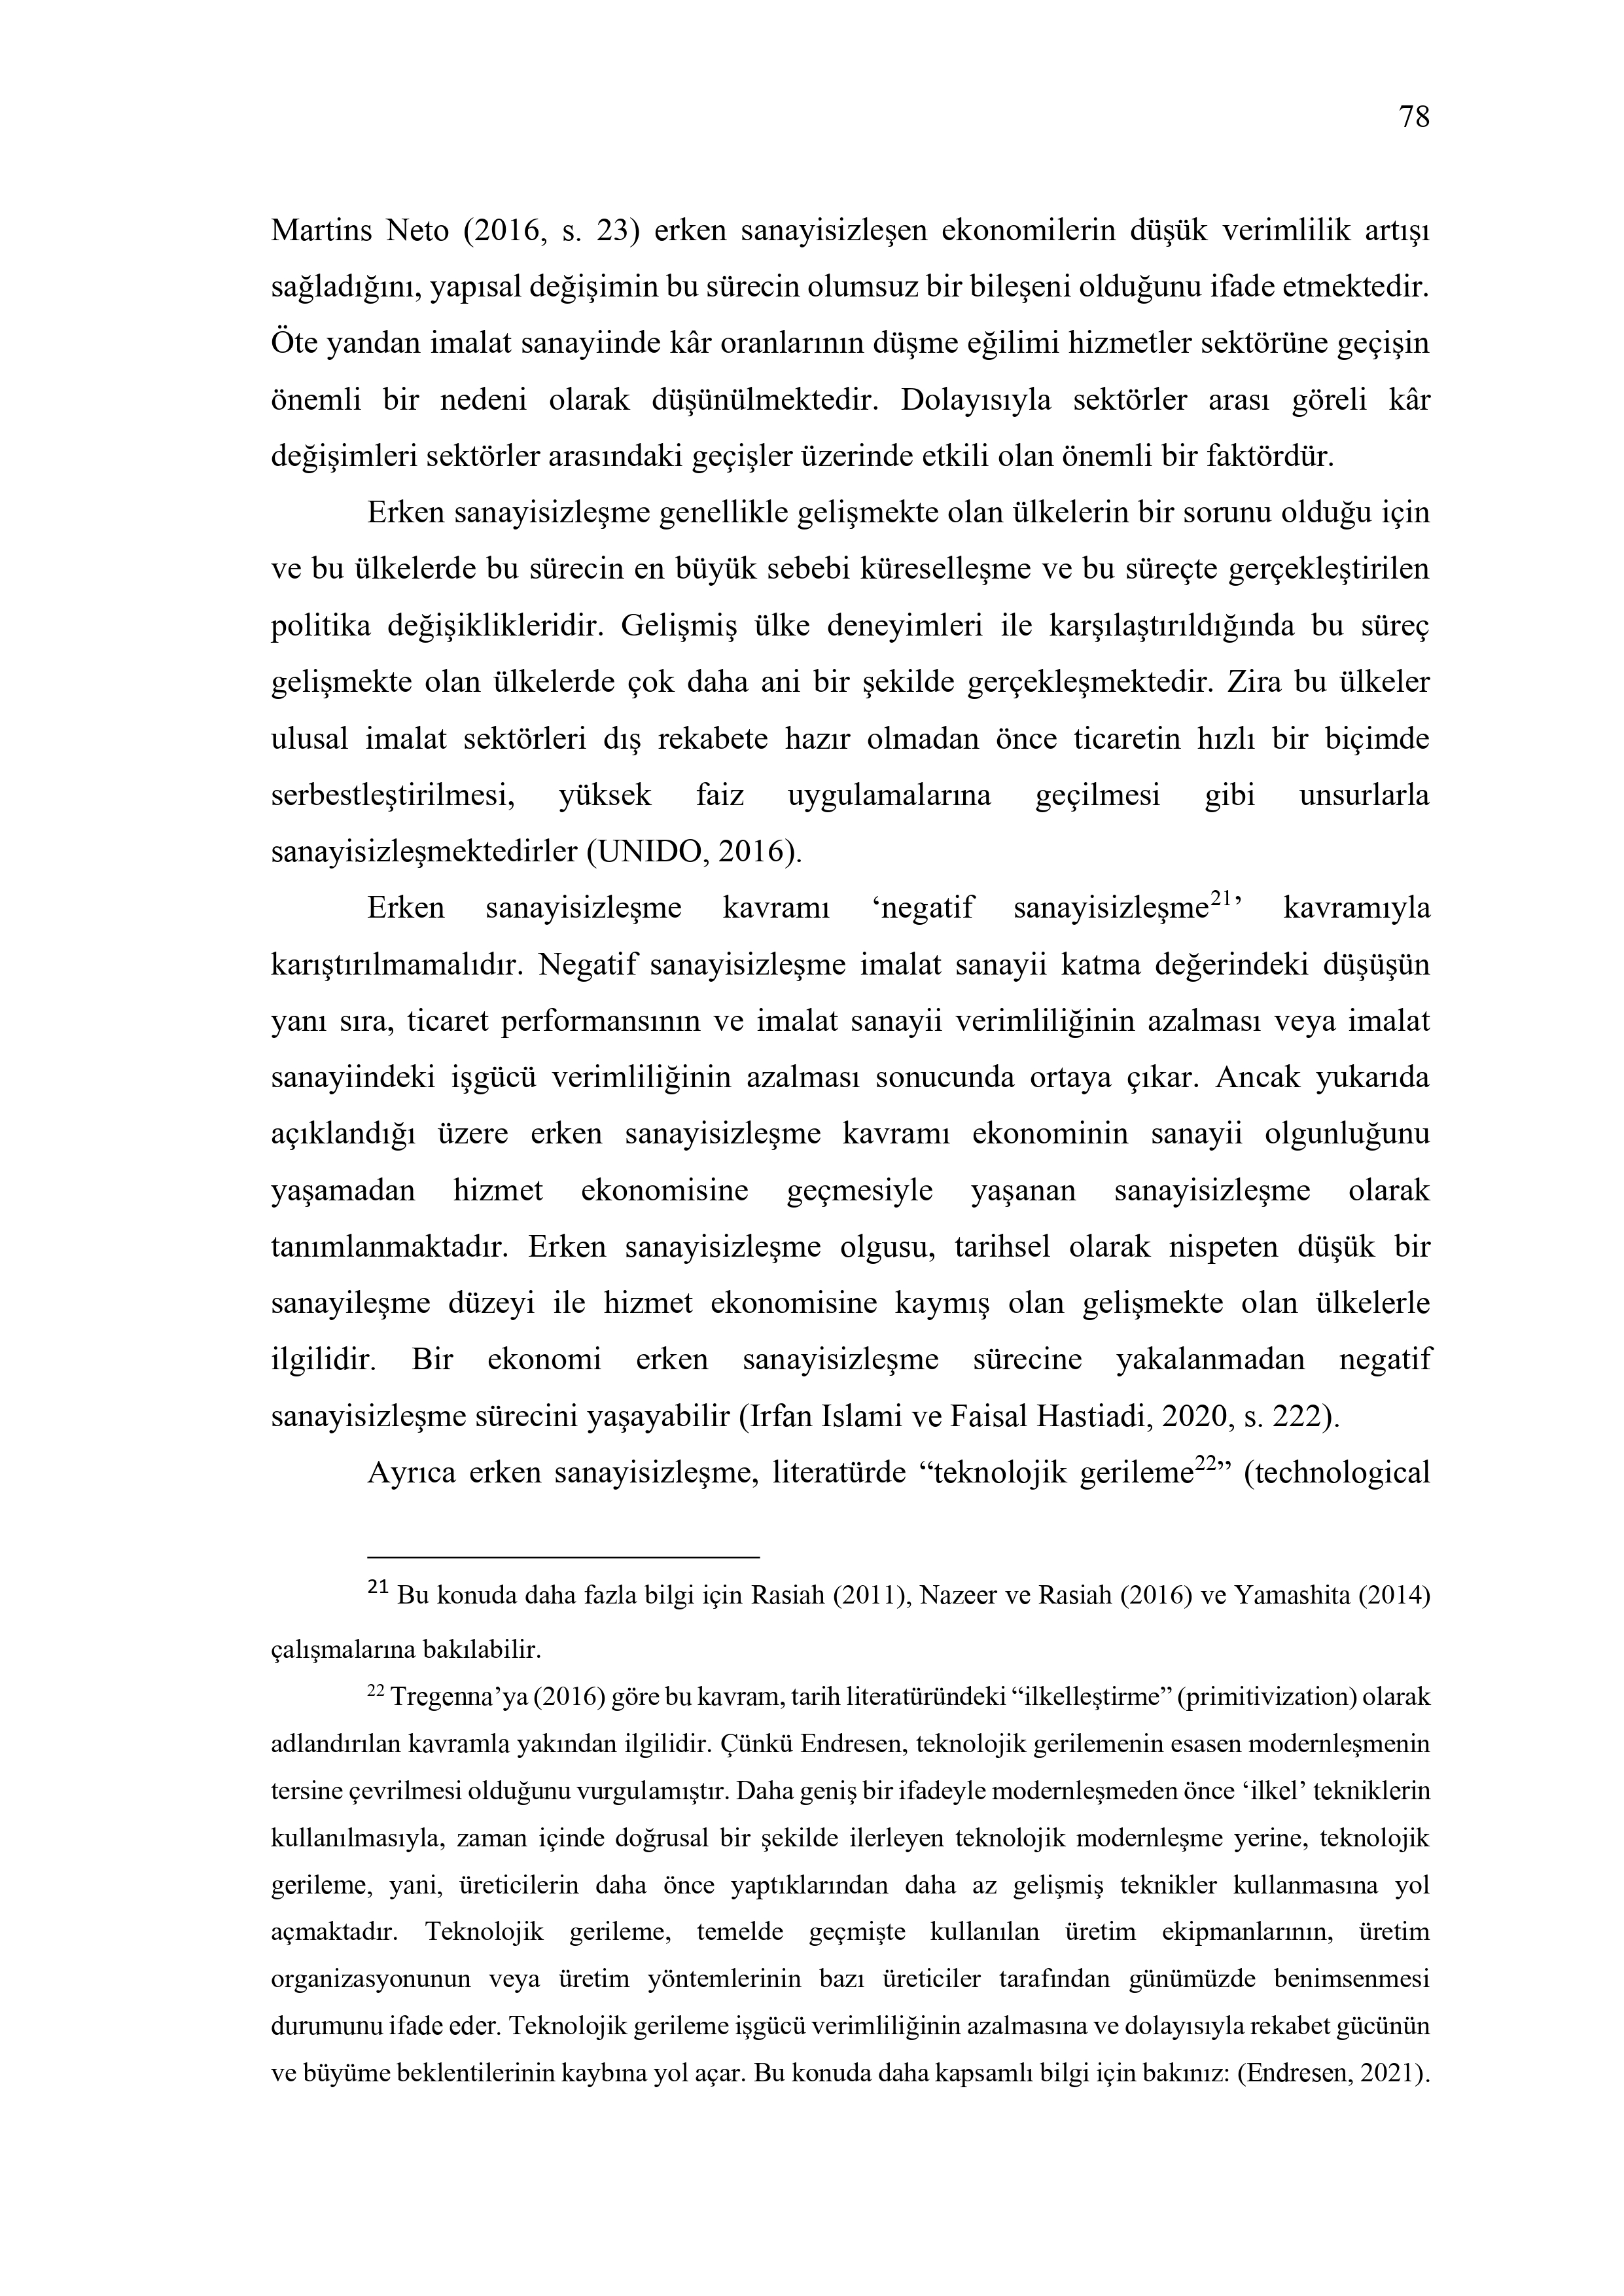 78
Martins Neto (2016, s. 23) erken sanayisizleşen ekonomilerin düşük verimlilik artışı
sağladığını, yapısal değişimin bu sürecin olumsuz bir bileşeni olduğunu ifade etmektedir.
Öte yandan imalat sanayiinde kâr oranlarının düşme eğilimi hizmetler sektörüne geçişin
önemli bir nedeni olarak düşünülmektedir. Dolayısıyla sektörler arası göreli kâr
değişimleri sektörler arasındaki geçişler üzerinde etkili olan önemli bir faktördür.
Erken sanayisizleşme genellikle gelişmekte olan ülkelerin bir sorunu olduğu için
ve bu ülkelerde bu sürecin en büyük sebebi küreselleşme ve bu süreçte gerçekleştirilen
politika değişiklikleridir. Gelişmiş ülke deneyimleri ile karşılaştırıldığında bu süreç
gelişmekte olan ülkelerde çok daha ani bir şekilde gerçekleşmektedir. Zira bu ülkeler
ulusal imalat sektörleri dış rekabete hazır olmadan önce ticaretin hızlı bir biçimde
serbestleştirilmesi, yüksek faiz uygulamalarına geçilmesi gibi unsurlarla
sanayisizleşmektedirler (UNIDO, 2016).
Erken sanayisizleşme kavramı ‘negatif sanayisizleşme21’ kavramıyla
karıştırılmamalıdır. Negatif sanayisizleşme imalat sanayii katma değerindeki düşüşün
yanı sıra, ticaret performansının ve imalat sanayii verimliliğinin azalması veya imalat
sanayiindeki işgücü verimliliğinin azalması sonucunda ortaya çıkar. Ancak yukarıda
açıklandığı üzere erken sanayisizleşme kavramı ekonominin sanayii olgunluğunu
yaşamadan hizmet ekonomisine geçmesiyle yaşanan sanayisizleşme olarak
tanımlanmaktadır. Erken sanayisizleşme olgusu, tarihsel olarak nispeten düşük bir
sanayileşme düzeyi ile hizmet ekonomisine kaymış olan gelişmekte olan ülkelerle
ilgilidir. Bir ekonomi erken sanayisizleşme sürecine yakalanmadan negatif
sanayisizleşme sürecini yaşayabilir (Irfan Islami ve Faisal Hastiadi, 2020, s. 222).
Ayrıca erken sanayisizleşme, literatürde “teknolojik gerileme22” (technological
21 Bu konuda daha fazla bilgi için Rasiah (2011), Nazeer ve Rasiah (2016) ve Yamashita (2014)
çalışmalarına bakılabilir.
22 Tregenna’ya (2016) göre bu kavram, tarih literatüründeki “ilkelleştirme” (primitivization) olarak
adlandırılan kavramla yakından ilgilidir. Çünkü Endresen, teknolojik gerilemenin esasen modernleşmenin
tersine çevrilmesi olduğunu vurgulamıştır. Daha geniş bir ifadeyle modernleşmeden önce ‘ilkel’ tekniklerin
kullanılmasıyla, zaman içinde doğrusal bir şekilde ilerleyen teknolojik modernleşme yerine, teknolojik
gerileme, yani, üreticilerin daha önce yaptıklarından daha az gelişmiş teknikler kullanmasına yol
açmaktadır. Teknolojik gerileme, temelde geçmişte kullanılan üretim ekipmanlarının, üretim
organizasyonunun veya üretim yöntemlerinin bazı üreticiler tarafından günümüzde benimsenmesi
durumunu ifade eder. Teknolojik gerileme işgücü verimliliğinin azalmasına ve dolayısıyla rekabet gücünün
ve büyüme beklentilerinin kaybına yol açar. Bu konuda daha kapsamlı bilgi için bakınız: (Endresen, 2021).